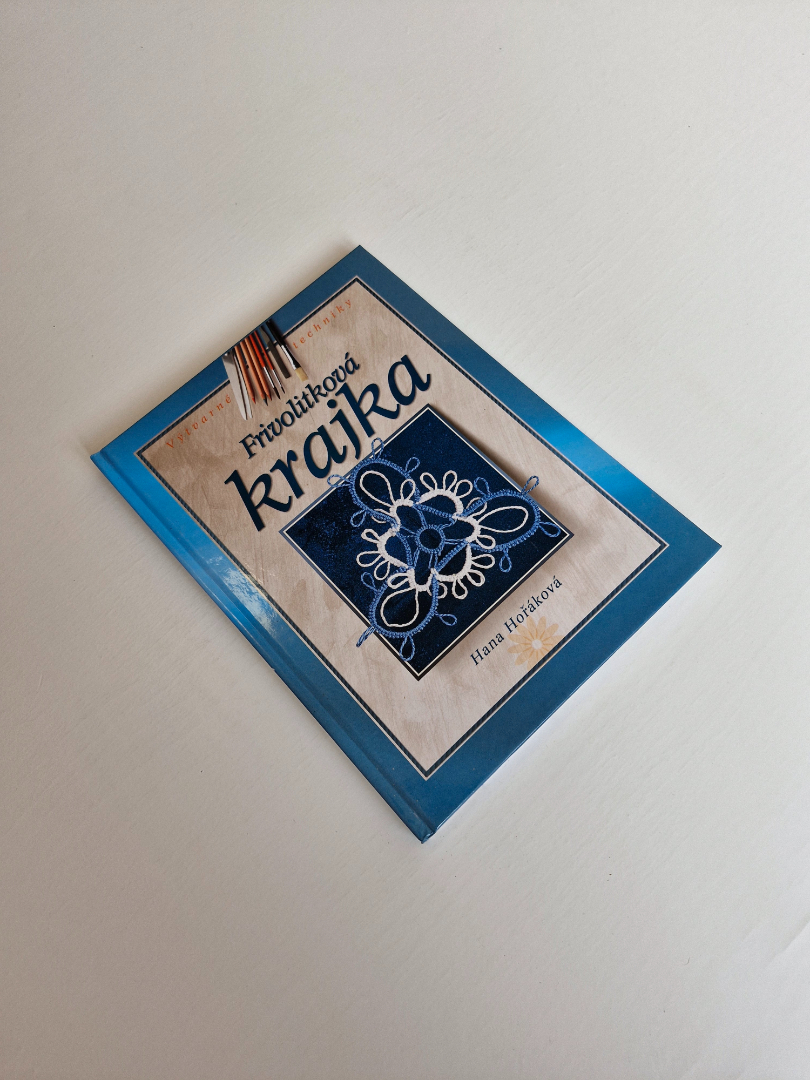 Výtvarné techniky
Frivolitková
krajka
Hana Hořáková